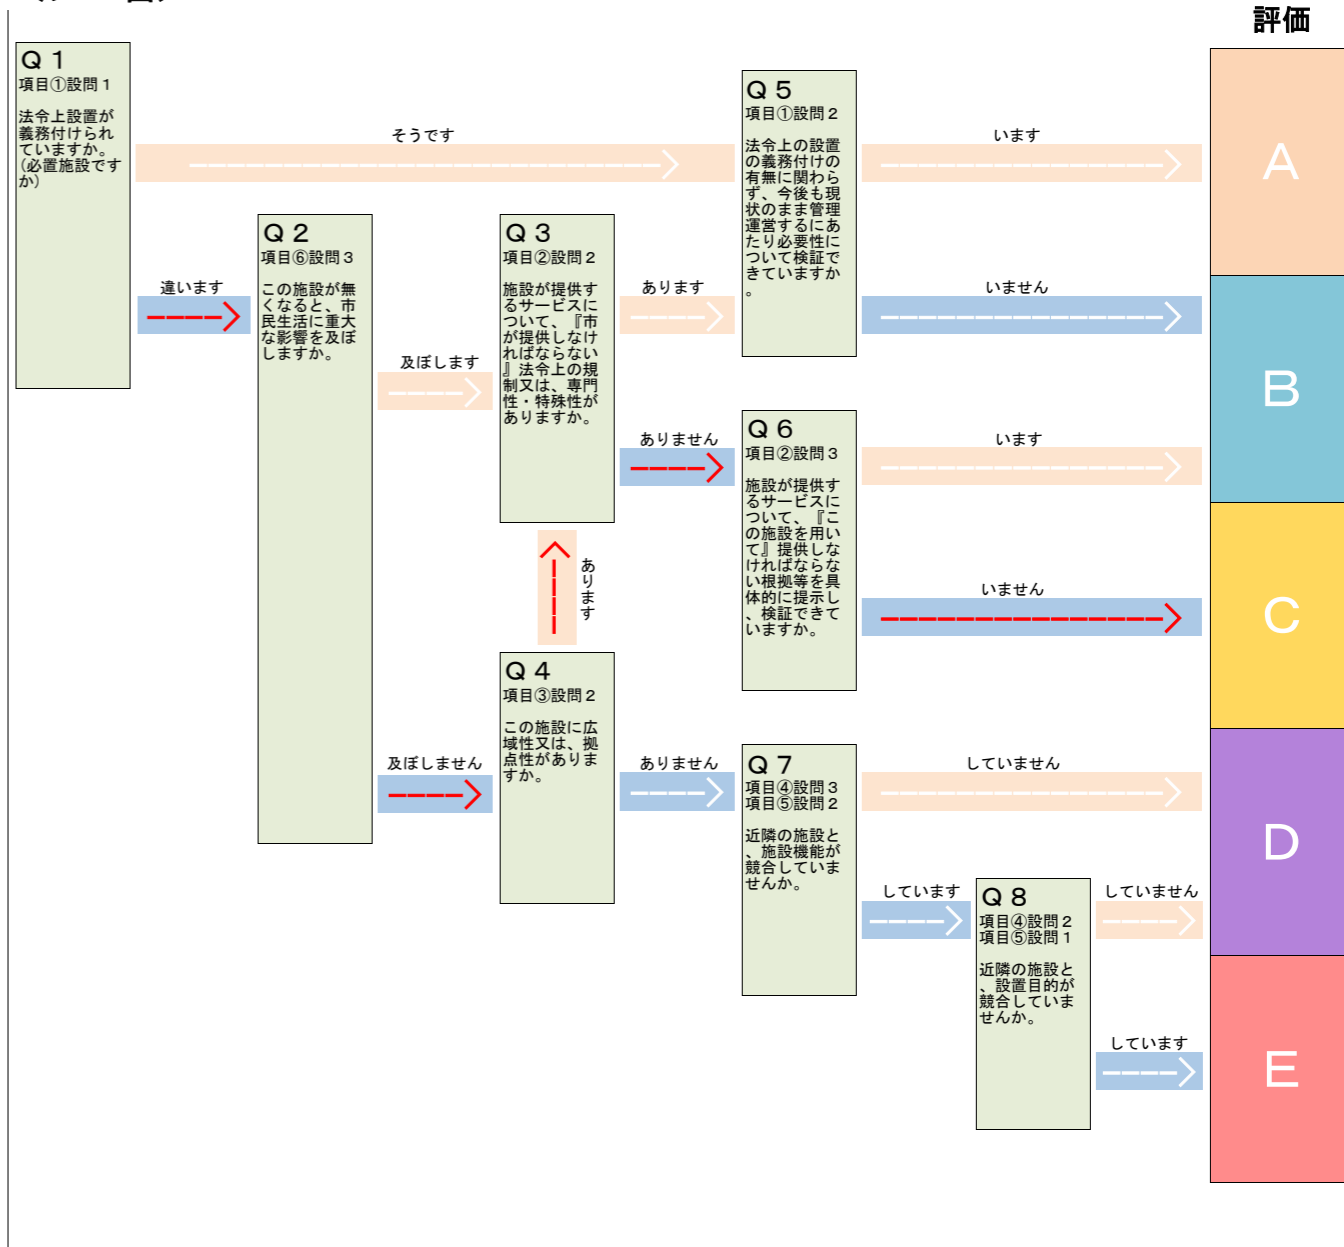 評価
Ｑ１
項目①設問１
法令上設置が
義務付けられ
ていますか。
(必置施設です
か)
そうです
違います
Ｑ２
項目⑥設問３
この施設が無
くなると、市
民生活に重大
な影響を及ぼ
しますか。
及ぼします
及ぼしません
Ｑ３
項目②設問２
施設が提供す
るサービスに
ついて、『市
が提供しなけ
ればならない
』法令上の規
制又は、専門
性・特殊性が
ありますか。
あります
ありません
あります
Ｑ４
項目③設問２
この施設に広
域性又は、拠
点性がありま
すか。
ありません
Ｑ５
項目①設問２
法令上の設置
の義務付けの
有無に関わら
ず、今後も現
状のまま管理
運営するにあ
たり必要性に
ついて検証で
きていますか
。
います
いません
Ｑ６
項目②設問３
施設が提供す
るサービスに
ついて、『こ
の施設を用い
て』提供しな
ければならな
い根拠等を具
体的に提示し
、検証できて
いますか。
います
いません
Ｑ７
項目④設問３
項目⑤設問２
近隣の施設と
、施設機能が
競合していま
せんか。
していません
しています
Ｑ８
項目④設問２
項目⑤設問１
近隣の施設と
、設置目的が
競合していま
せんか。
していません
しています
Ａ
Ｂ
Ｃ
Ｄ
Ｅ